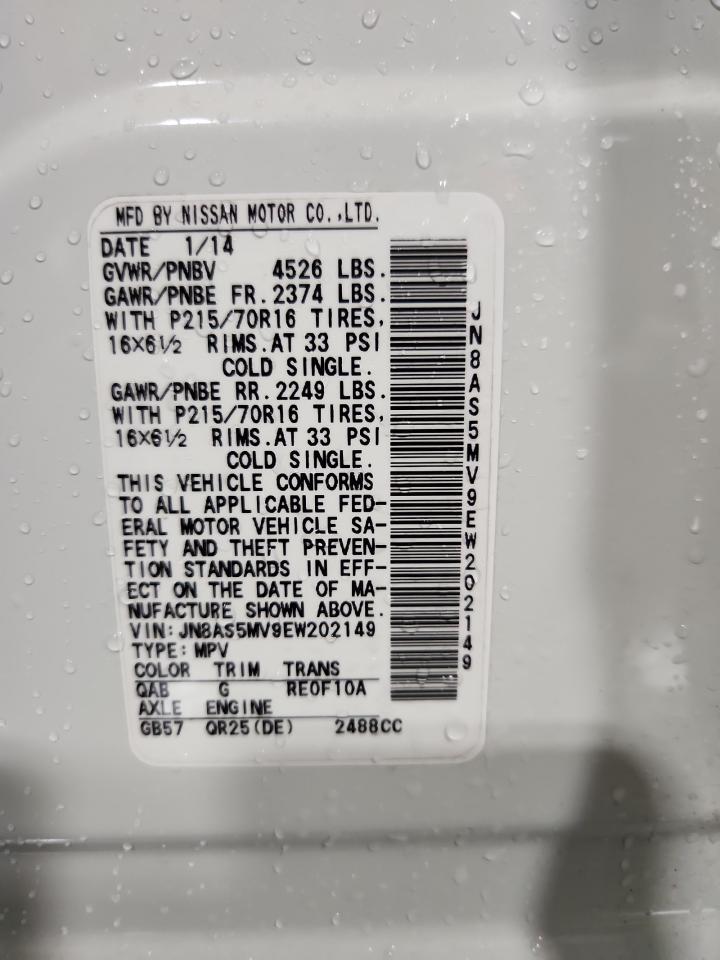 MFD BY NISSAN MOTOR CO.,LTD.
DATE 1/14
GVWR/PNBV 4526 LBS.
GAWR/PNBE FR.2374 LBS.
WITH P215/70R16 TIRES,
16X6½ RIMS.AT 33 PSI
COLD SINGLE.
GAWR/PNBE RR.2249 LBS.
WITH P215/70R16 TIRES,
16X6½ RIMS.AT 33 PSI
COLD SINGLE.
THIS VEHICLE CONFORMS
TO ALL APPLICABLE FED-
ERAL MOTOR VEHICLE SA-
FETY AND THEFT PREVEN-
TION STANDARDS IN EFF-
ECT ON THE DATE OF MA-
NUFACTURE SHOWN ABOVE.
VIN:JN8AS5MV9EW202149
TYPE:MPV
COLOR TRIM TRANS
QAB G RE0F10A
AXLE ENGINE
GB57 QR25(DE) 2488CC
JN8AS5MV9EW202149